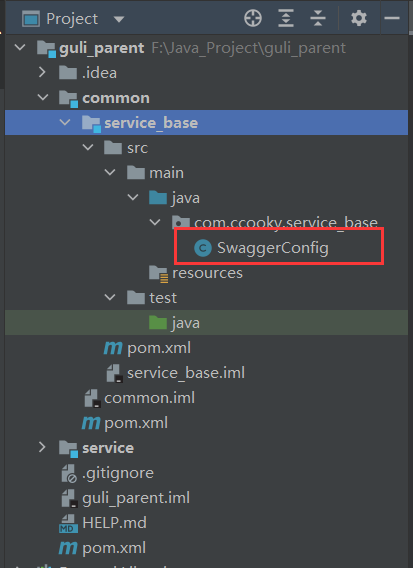 Project
guli_parent F:\Java_Project\guli_parent
.idea
common
service_base
src
main
java
com.ccooky.service_base
SwaggerConfig
resources
test
java
pom.xml
service_base.iml
common.iml
pom.xml
service
.gitignore
guli_parent.iml
HELP.md
pom.xml